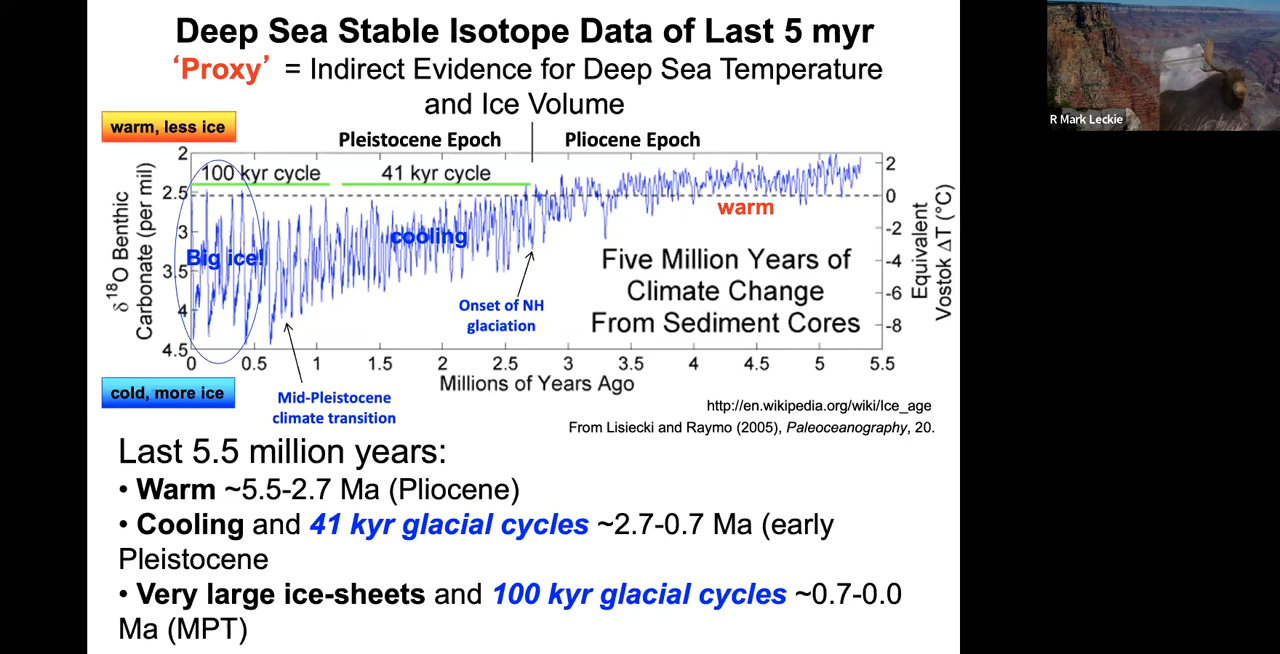 Deep Sea Stable Isotope Data of Last 5 myr
‘Proxy’ = Indirect Evidence for Deep Sea Temperature
and Ice Volume
R Mark Leckie
warm, less ice
Pleistocene Epoch
Pliocene Epoch
100 kyr cycle
41 kyr cycle
2
2.5
3
3.5
4
4.5
δ 18O Benthic
Carbonate (per mil)
2
0
-2
-4
-6
-8
Equivalent
Vostok ΔT (°C)
warm
cooling
Big ice!
Five Million Years of
Climate Change
From Sediment Cores
Onset of NH
glaciation
0 0.5 1 1.5 2 2.5 3 3.5 4 4.5 5 5.5
Millions of Years Ago
cold, more ice
Mid-Pleistocene
climate transition
http://en.wikipedia.org/wiki/Ice_age
From Lisiecki and Raymo (2005), Paleoceanography, 20.
Last 5.5 million years:
• Warm ~5.5-2.7 Ma (Pliocene)
• Cooling and 41 kyr glacial cycles ~2.7-0.7 Ma (early
Pleistocene
• Very large ice-sheets and 100 kyr glacial cycles ~0.7-0.0
Ma (MPT)